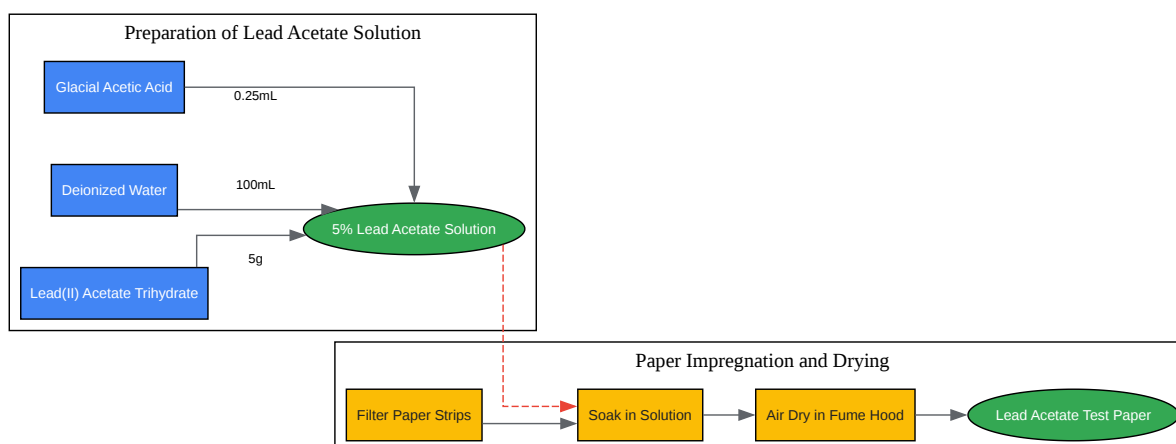 Preparation of Lead Acetate Solution
Glacial Acetic Acid
0.25mL
Deionized Water
100mL
5% Lead Acetate Solution
5g
Lead(II) Acetate Trihydrate
Paper Impregnation and Drying
Filter Paper Strips
Soak in Solution
Air Dry in Fume Hood
Lead Acetate Test Paper